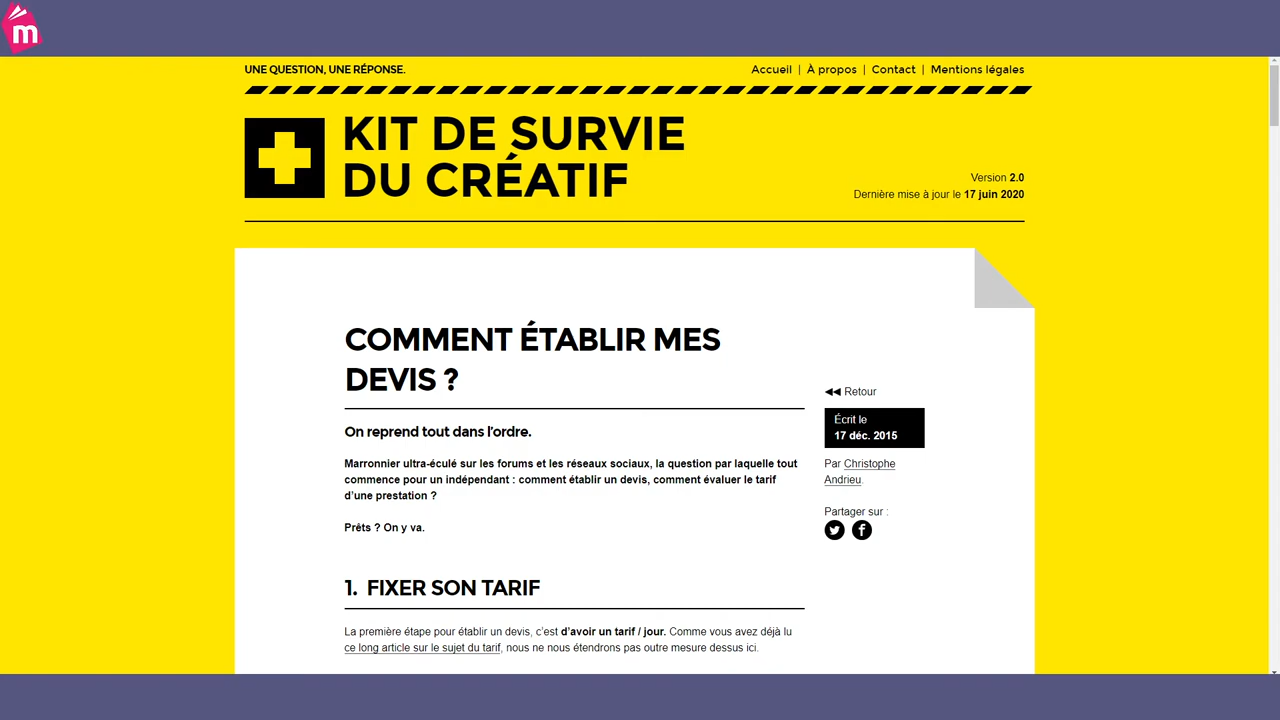 m
UNE QUESTION, UNE RÉPONSE.
Accueil | À propos | Contact | Mentions légales
KIT DE SURVIE
DU CRÉATIF
Version 2.0
Dernière mise à jour le 17 juin 2020
COMMENT ÉTABLIR MES
DEVIS ?
◀◀ Retour
Écrit le
17 déc. 2015
Par Christophe
Andrieu.
Partager sur :
On reprend tout dans l'ordre.
Marronnier ultra-éculé sur les forums et les réseaux sociaux, la question par laquelle tout
commence pour un indépendant : comment établir un devis, comment évaluer le tarif
d'une prestation ?
Prêts ? On y va.
1. FIXER SON TARIF
La première étape pour établir un devis, c'est d'avoir un tarif / jour. Comme vous avez déjà lu
ce long article sur le sujet du tarif, nous ne nous étendrons pas outre mesure dessus ici.